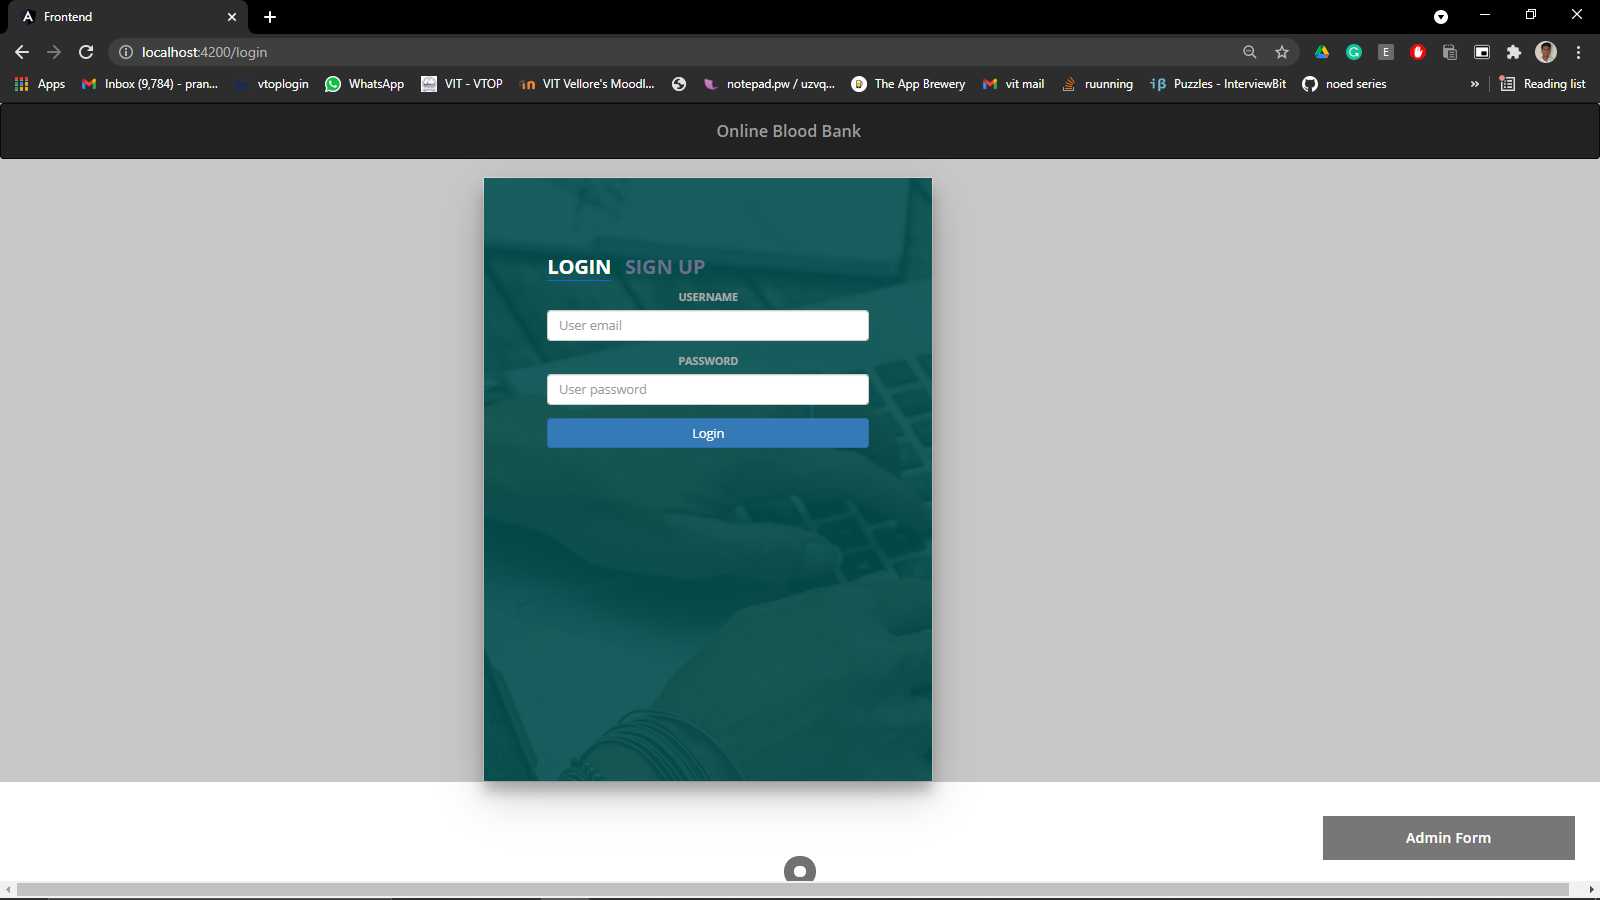 Frontend
localhost:4200/login
Apps
Inbox (9,784) - pran...
vtoplogin
WhatsApp
VIT - VTOP
VIT Vellore's Moodl...
notepad.pw / uzvq...
The App Brewery
vit mail
ruunning
Puzzles - InterviewBit
noed series
»
Reading list
Online Blood Bank
LOGIN SIGN UP
USERNAME
User email
PASSWORD
User password
Login
Admin Form